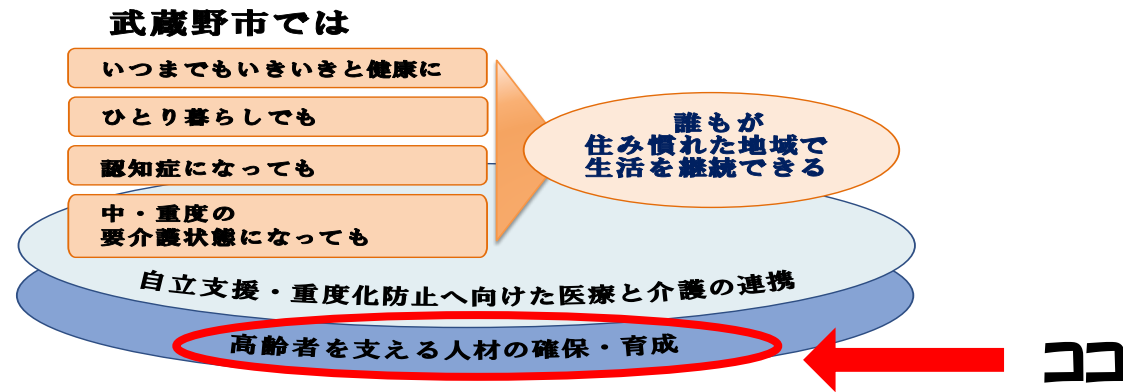 武蔵野市では
いつまでもいきいきと健康に
ひとり暮らしでも
認知症になっても
中・重度の
要介護状態になっても
誰もが
住み慣れた地域で
生活を継続できる
自立支援・重度化防止へ向けた医療と介護の連携
高齢者を支える人材の確保・育成
ココ